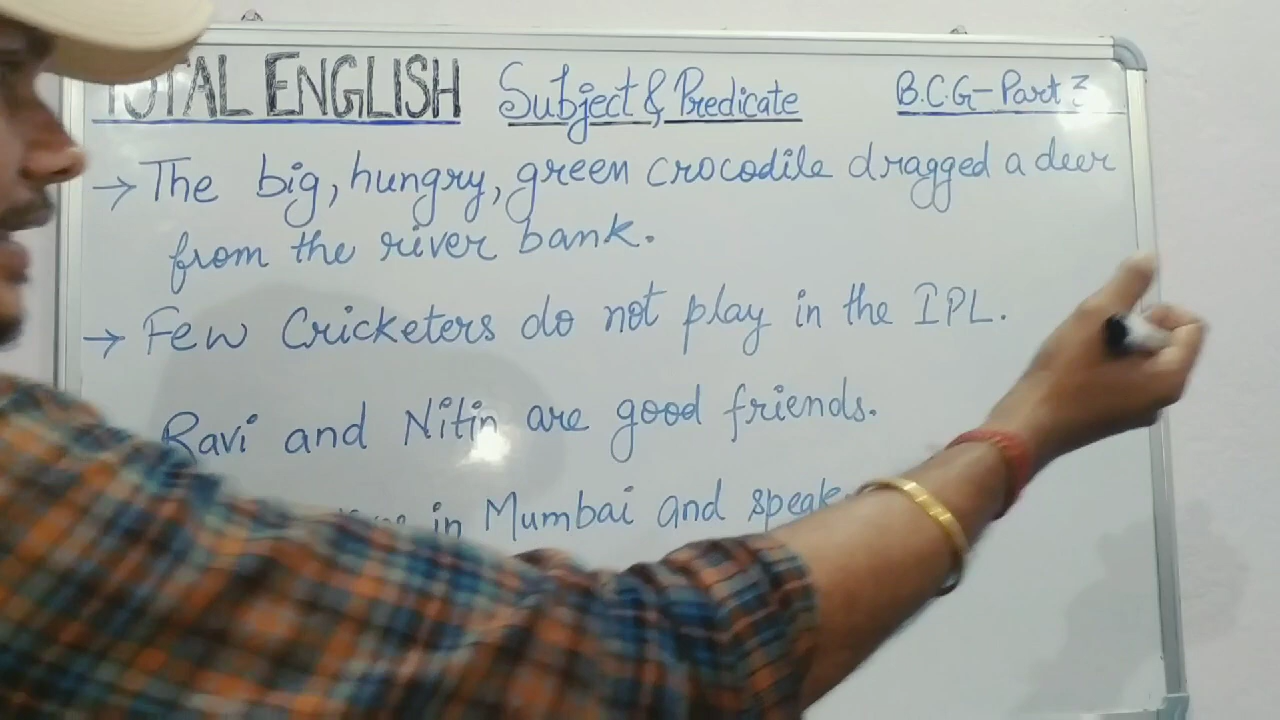 TOTAL ENGLISH Subject & Predicate B.C.G-Part
→ The big, hungry, green crocodile dragged a deer
from the river bank.
→ Few Cricketers do not play in the IPL.
Ravi and Nitin are good friends.
in Mumbai and speak